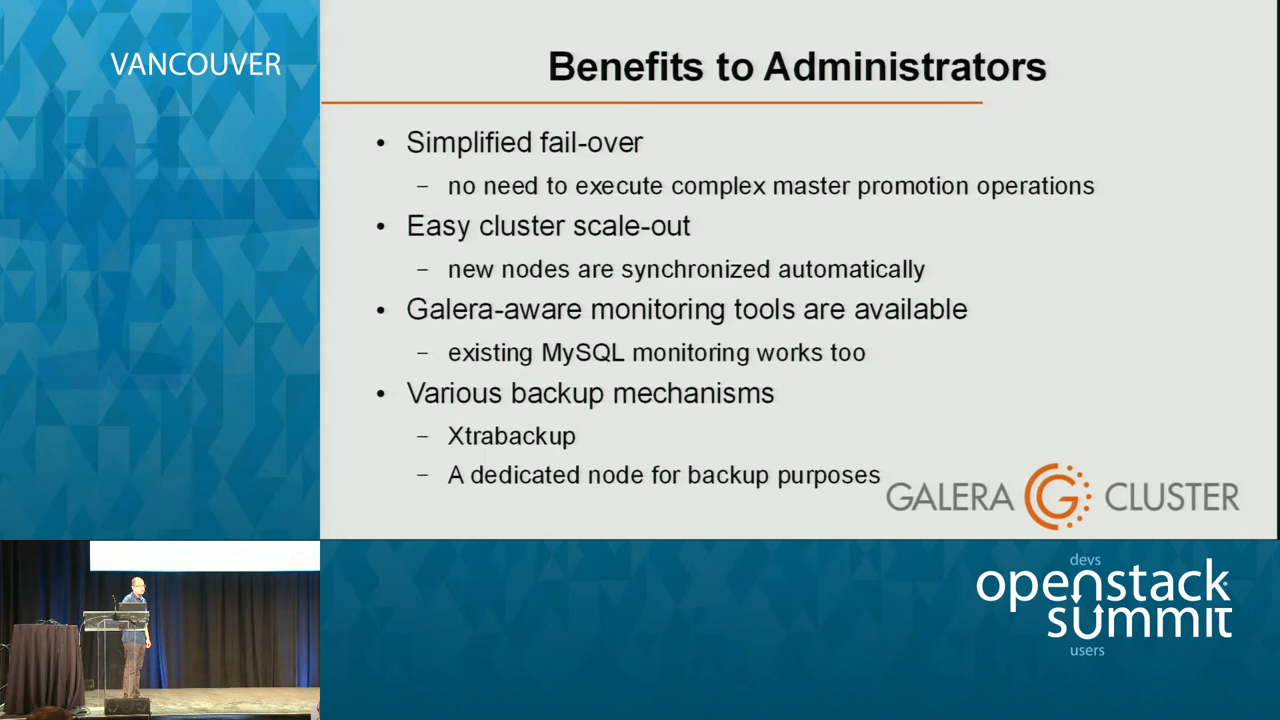 VANCOUVER
Benefits to Administrators
• Simplified fail-over
– no need to execute complex master promotion operations
• Easy cluster scale-out
– new nodes are synchronized automatically
• Galera-aware monitoring tools are available
– existing MySQL monitoring works too
• Various backup mechanisms
– Xtrabackup
– A dedicated node for backup purposes
GALERA G CLUSTER
devs
openstack
summit
users